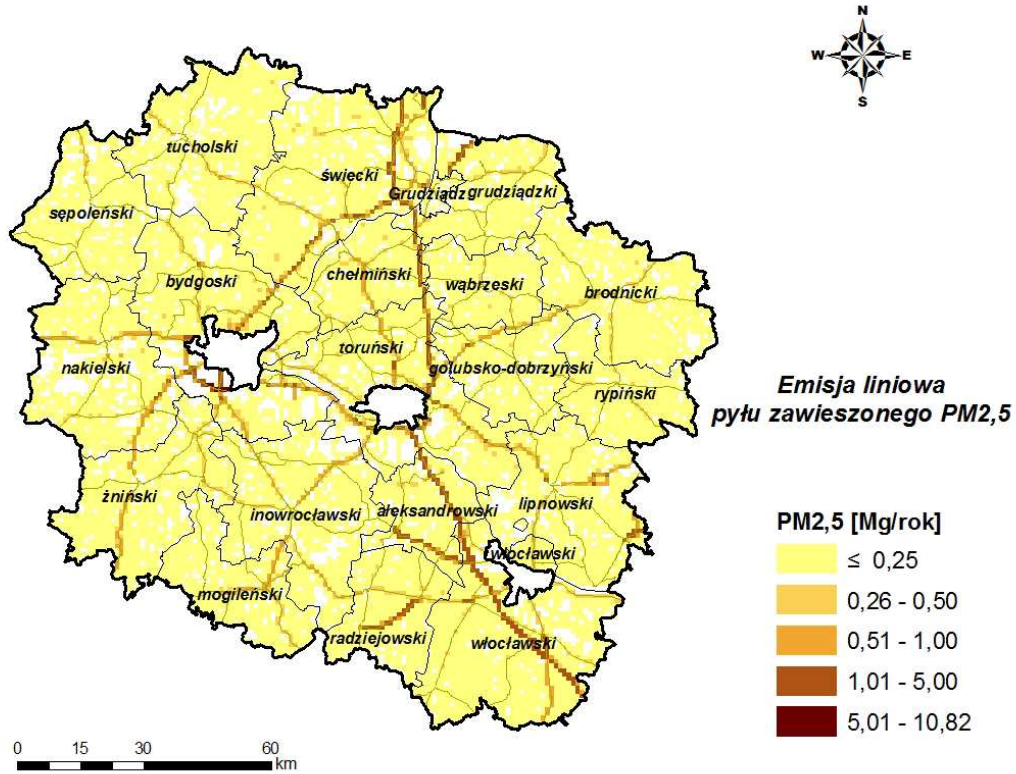 N
W E
S
tucholski
świecki
Grudziądz grudziądzki
sępoleński
bydgoski
chełmiński
wąbrzeski
brodnicki
nakielski
toruński
golubsko-dobrzyński
rypiński
Emisja liniowa
pyłu zawieszonego PM2,5
żniński
inowrocławski
aleksandrowski
lipnowski
włocławski
mogileński
radziejowski
włocławski
PM2,5 [Mg/rok]
≤ 0,25
0,26 - 0,50
0,51 - 1,00
1,01 - 5,00
5,01 - 10,82
0 15 30 60
km